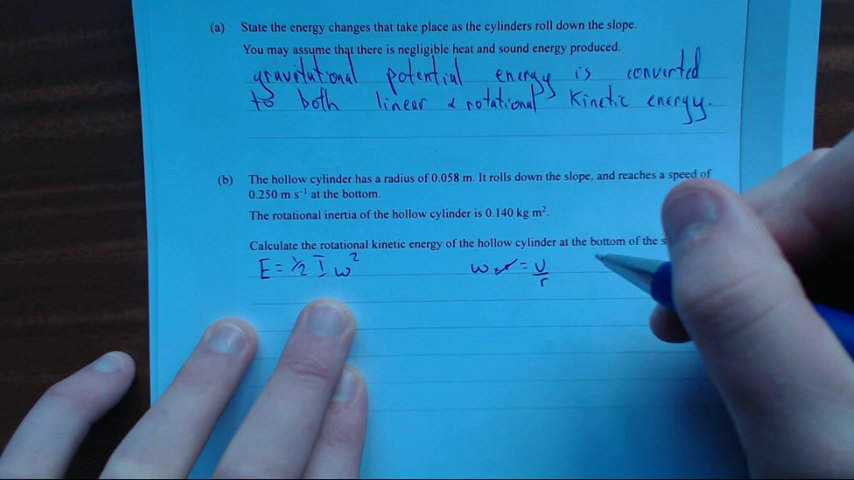 (a) State the energy changes that take place as the cylinders roll down the slope.
You may assume that there is negligible heat and sound energy produced.
gravitational potential energy is converted
to both linear & rotational kinetic energy.
(b) The hollow cylinder has a radius of 0.058 m. It rolls down the slope, and reaches a speed of
0.250 m s⁻¹ at the bottom.
The rotational inertia of the hollow cylinder is 0.140 kg m².
Calculate the rotational kinetic energy of the hollow cylinder at the bottom of the s
E = 1/2 I ω² ω = v/r